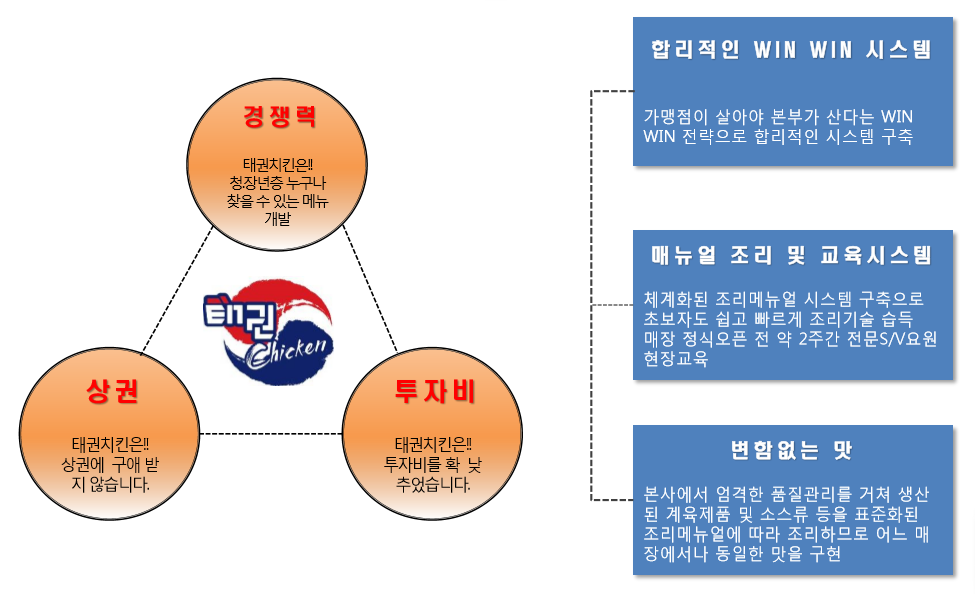 경쟁력
태권치킨은!!
청.장년층 누구나
찾을 수 있는 메뉴
개발
태권
Chicken
상권
태권치킨은!!
상권에 구애 받
지 않습니다.
투자비
태권치킨은!!
투자비를 확 낮
추었습니다.
합리적인 WIN WIN 시스템
가맹점이 살아야 본부가 산다는 WIN
WIN 전략으로 합리적인 시스템 구축
매뉴얼 조리 및 교육시스템
체계화된 조리메뉴얼 시스템 구축으로
초보자도 쉽고 빠르게 조리기술 습득
매장 정식오픈 전 약 2주간 전문S/V요원
현장교육
변함없는 맛
본사에서 엄격한 품질관리를 거쳐 생산
된 계육제품 및 소스류 등을 표준화된
조리메뉴얼에 따라 조리하므로 어느 매
장에서나 동일한 맛을 구현